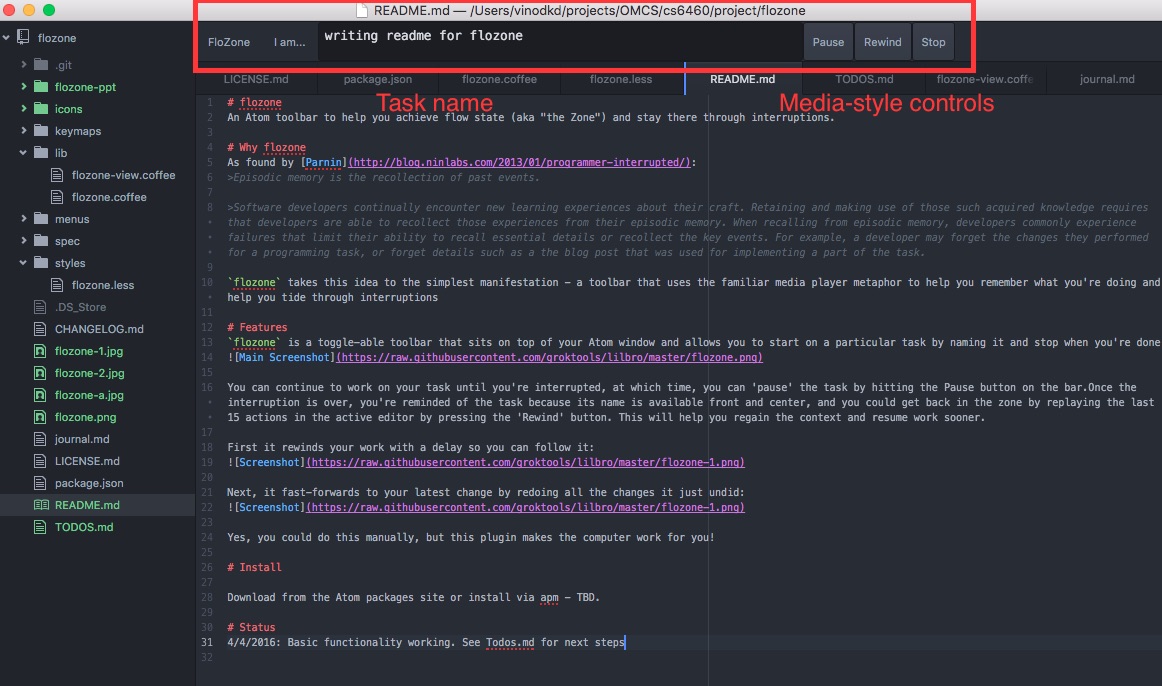 README.md — /Users/vinodkd/projects/OMCS/cs6460/project/flozone
flozone
.git
flozone-ppt
icons
keymaps
lib
flozone-view.coffee
flozone.coffee
menus
spec
styles
flozone.less
.DS_Store
CHANGELOG.md
flozone-1.jpg
flozone-2.jpg
flozone-a.jpg
flozone.png
journal.md
LICENSE.md
package.json
README.md
TODOS.md
FloZone I am... writing readme for flozone Pause Rewind Stop
LICENSE.md package.json flozone.coffee flozone.less README.md TODOS.md flozone-view.coffe journal.md
Task name Media-style controls
1 # flozone
2 An Atom toolbar to help you achieve flow state (aka "the Zone") and stay there through interruptions.
3
4 # Why flozone
5 As found by [Parnin](http://blog.ninlabs.com/2013/01/programmer-interrupted/):
6 >Episodic memory is the recollection of past events.
7
8 >Software developers continually encounter new learning experiences about their craft. Retaining and making use of those such acquired knowledge requires
• that developers are able to recollect those experiences from their episodic memory. When recalling from episodic memory, developers commonly experience
• failures that limit their ability to recall essential details or recollect the key events. For example, a developer may forget the changes they performed
• for a programming task, or forget details such as a the blog post that was used for implementing a part of the task.
9
10 `flozone` takes this idea to the simplest manifestation – a toolbar that uses the familiar media player metaphor to help you remember what you're doing and
• help you tide through interruptions
11
12 # Features
13 `flozone` is a toggle-able toolbar that sits on top of your Atom window and allows you to start on a particular task by naming it and stop when you're done
14 ![Main Screenshot](https://raw.githubusercontent.com/groktools/lilbro/master/flozone.png)
15
16 You can continue to work on your task until you're interrupted, at which time, you can 'pause' the task by hitting the Pause button on the bar.Once the
• interruption is over, you're reminded of the task because its name is available front and center, and you could get back in the zone by replaying the last
• 15 actions in the active editor by pressing the 'Rewind' button. This will help you regain the context and resume work sooner.
17
18 First it rewinds your work with a delay so you can follow it:
19 ![Screenshot](https://raw.githubusercontent.com/groktools/lilbro/master/flozone-1.png)
20
21 Next, it fast-forwards to your latest change by redoing all the changes it just undid:
22 ![Screenshot](https://raw.githubusercontent.com/groktools/lilbro/master/flozone-1.png)
23
24 Yes, you could do this manually, but this plugin makes the computer work for you!
25
26 # Install
27
28 Download from the Atom packages site or install via apm – TBD.
29
30 # Status
31 4/4/2016: Basic functionality working. See Todos.md for next steps
32